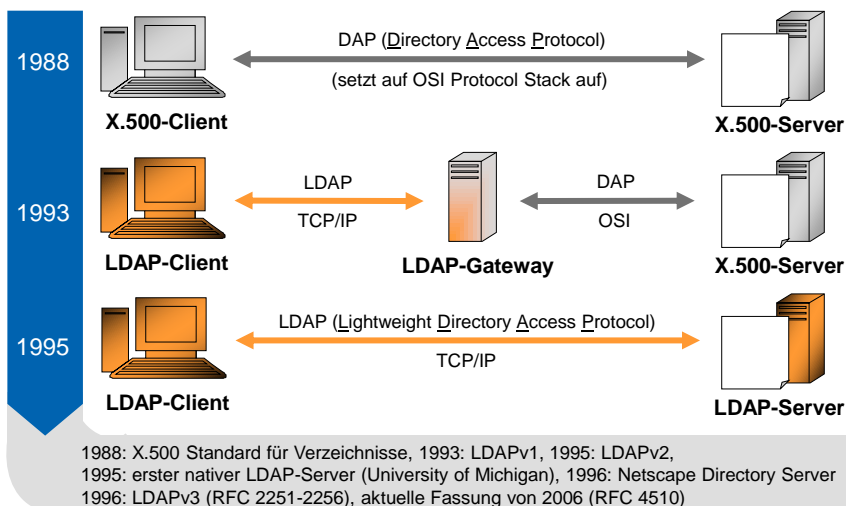 1988
DAP (Directory Access Protocol)
(setzt auf OSI Protocol Stack auf)
X.500-Client
X.500-Server
1993
LDAP
TCP/IP
DAP
OSI
LDAP-Client
LDAP-Gateway
X.500-Server
1995
LDAP (Lightweight Directory Access Protocol)
TCP/IP
LDAP-Client
LDAP-Server
1988: X.500 Standard für Verzeichnisse, 1993: LDAPv1, 1995: LDAPv2,
1995: erster nativer LDAP-Server (University of Michigan), 1996: Netscape Directory Server
1996: LDAPv3 (RFC 2251-2256), aktuelle Fassung von 2006 (RFC 4510)